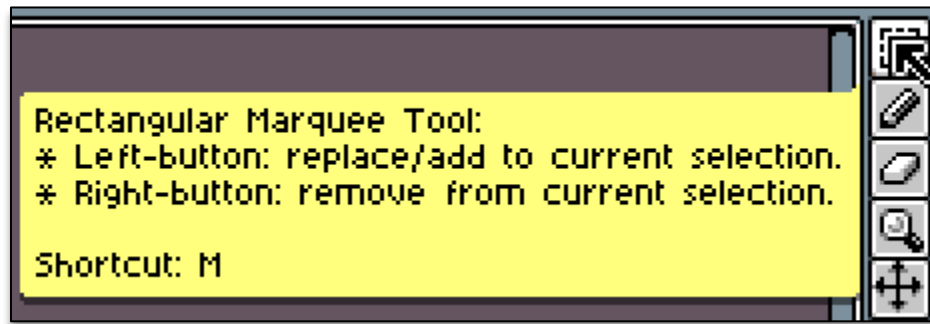 Rectangular Marquee Tool:
* Left-button: replace/add to current selection.
* Right-button: remove from current selection.
Shortcut: M